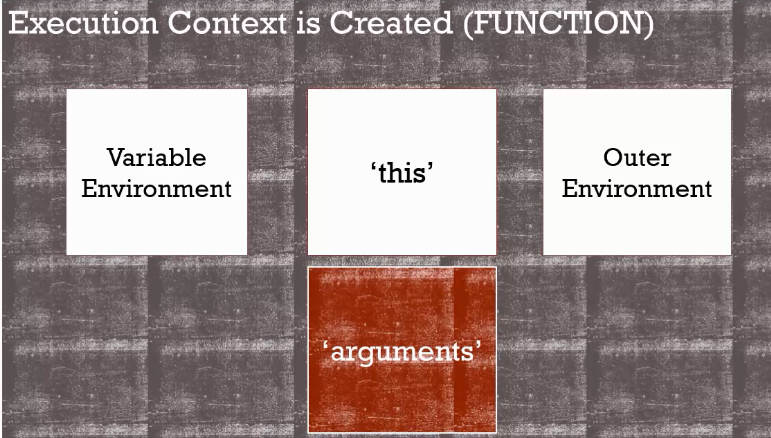 Execution Context is Created (FUNCTION)
Variable
Environment
‘this’
Outer
Environment
‘arguments’